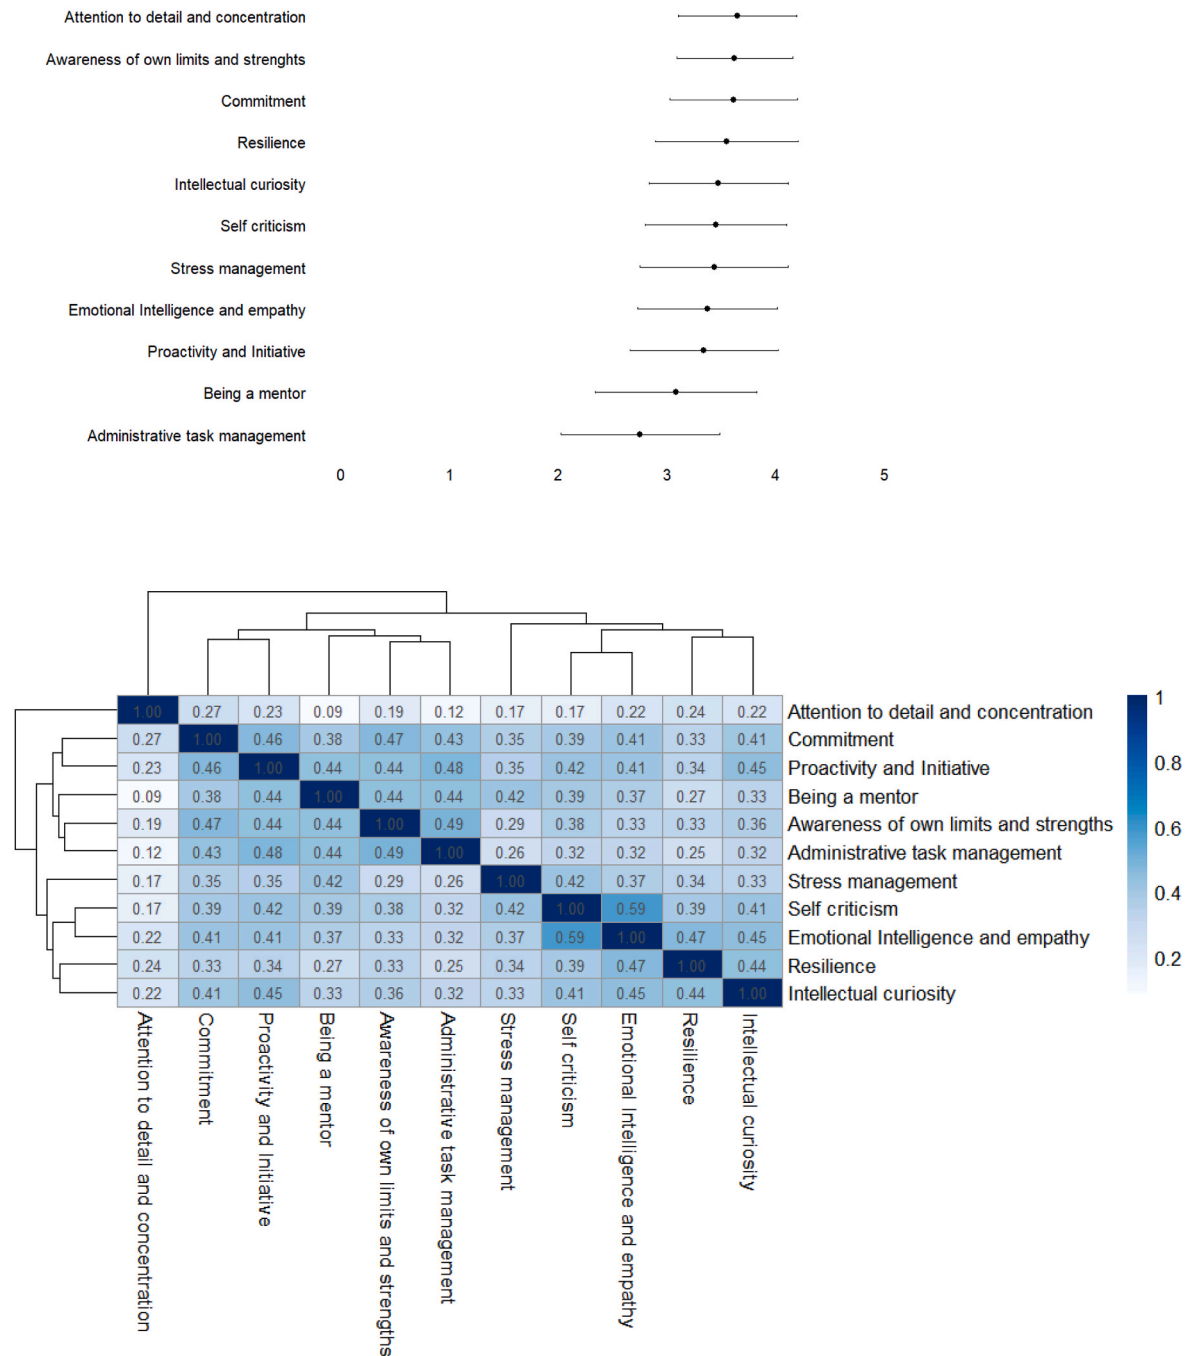 Attention to detail and concentration
Awareness of own limits and strenghts
Commitment
Resilience
Intellectual curiosity
Self criticism
Stress management
Emotional Intelligence and empathy
Proactivity and Initiative
Being a mentor
Administrative task management
0 1 2 3 4 5
1.00 0.27 0.23 0.09 0.19 0.12 0.17 0.17 0.22 0.24 0.22 Attention to detail and concentration
0.27 1.00 0.46 0.38 0.47 0.43 0.35 0.39 0.41 0.33 0.41 Commitment
0.23 0.46 1.00 0.44 0.44 0.48 0.35 0.42 0.41 0.34 0.45 Proactivity and Initiative
0.09 0.38 0.44 1.00 0.44 0.44 0.42 0.39 0.37 0.27 0.33 Being a mentor
0.19 0.47 0.44 0.44 1.00 0.49 0.29 0.38 0.33 0.33 0.36 Awareness of own limits and strengths
0.12 0.43 0.48 0.44 0.49 1.00 0.26 0.32 0.32 0.25 0.32 Administrative task management
0.17 0.35 0.35 0.42 0.29 0.26 1.00 0.42 0.37 0.34 0.33 Stress management
0.17 0.39 0.42 0.39 0.38 0.32 0.42 1.00 0.59 0.39 0.41 Self criticism
0.22 0.41 0.41 0.37 0.33 0.32 0.37 0.59 1.00 0.47 0.45 Emotional Intelligence and empathy
0.24 0.33 0.34 0.27 0.33 0.25 0.34 0.39 0.47 1.00 0.44 Resilience
0.22 0.41 0.45 0.33 0.36 0.32 0.33 0.41 0.45 0.44 1.00 Intellectual curiosity
Attention to detail and concentration
Commitment
Proactivity and Initiative
Being a mentor
Awareness of own limits and strengths
Administrative task management
Stress management
Self criticism
Emotional Intelligence and empathy
Resilience
Intellectual curiosity
1
0.8
0.6
0.4
0.2